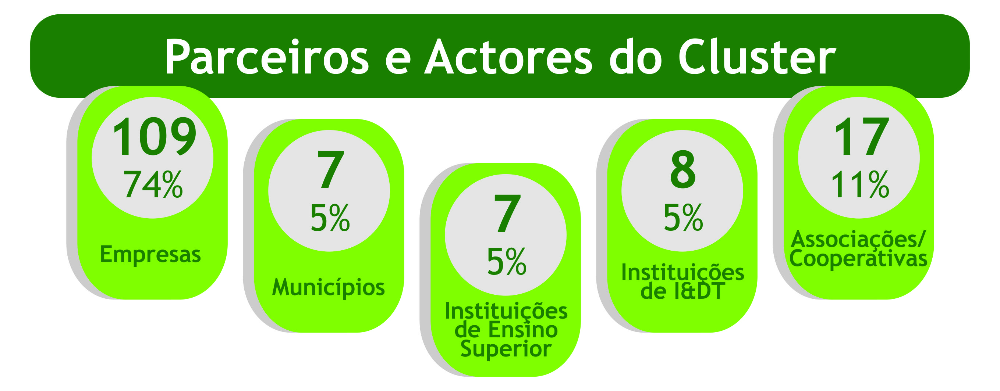 Parceiros e Actores do Cluster
109
74%
Empresas
7
5%
Municípios
7
5%
Instituições
de Ensino
Superior
8
5%
Instituições
de I&DT
17
11%
Associações/
Cooperativas